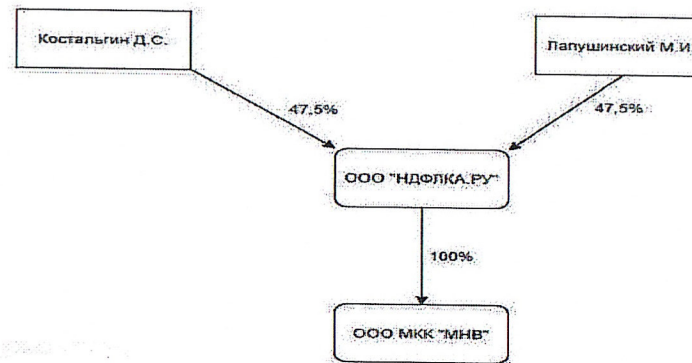 Костальгин Д.С.
Лапушинский М.И
47,5%
47,5%
ООО "НДФЛКА.РУ"
100%
ООО МКК "МНВ"